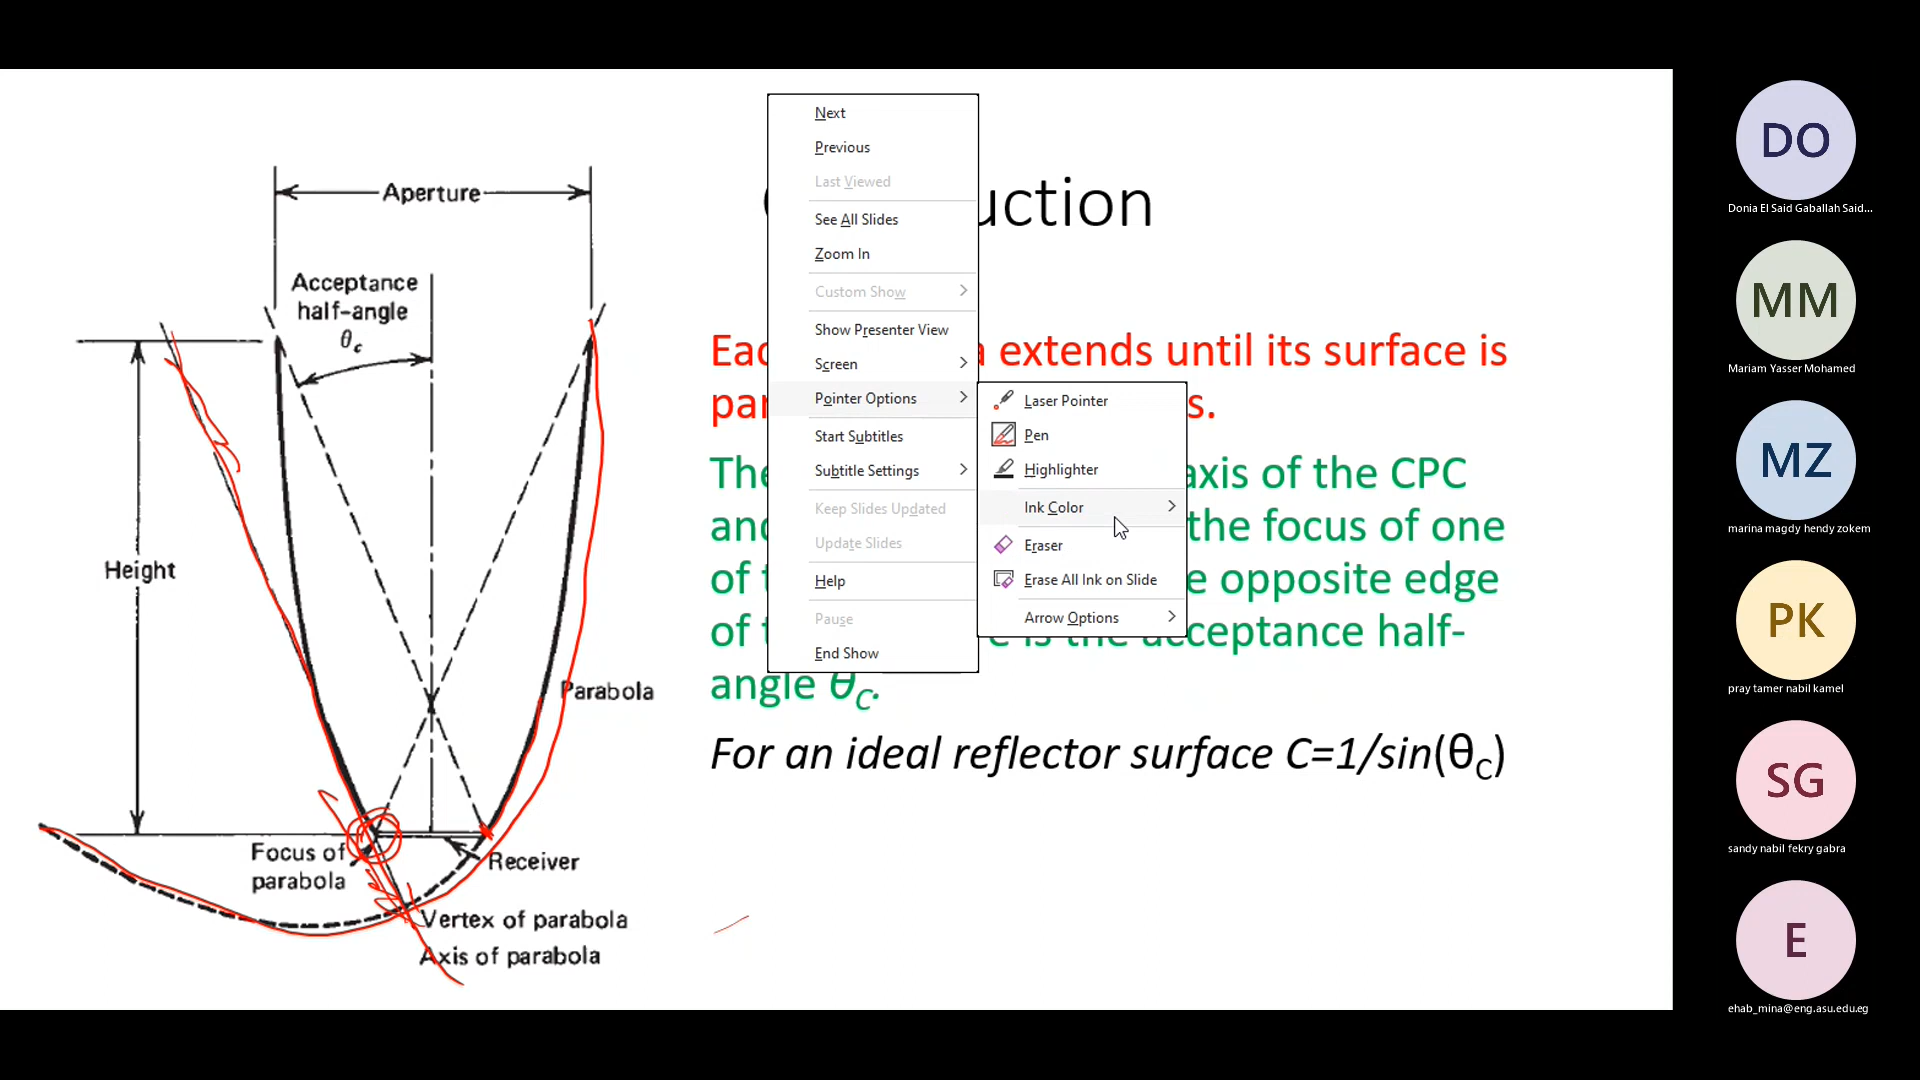 Aperture
Acceptance
half-angle
θc
Height
Parabola
Focus of
parabola
Receiver
Vertex of parabola
Axis of parabola
uction
extends until its surface is
s.
The axis of the CPC
the focus of one
of e opposite edge
of acceptance half-
angle θC.
For an ideal reflector surface C=1/sin(θC)
Next
Previous
Last Viewed
See All Slides
Zoom In
Custom Show
Show Presenter View
Screen
Pointer Options
Start Subtitles
Subtitle Settings
Keep Slides Updated
Update Slides
Help
Pause
End Show
Laser Pointer
Pen
Highlighter
Ink Color
Eraser
Erase All Ink on Slide
Arrow Options
DO
Donia El Said Gaballah Said...
MM
Mariam Yasser Mohamed
MZ
marina magdy hendy zokem
PK
pray tamer nabil kamel
SG
sandy nabil fekry gabra
E
ehab_mina@eng.asu.edu.eg